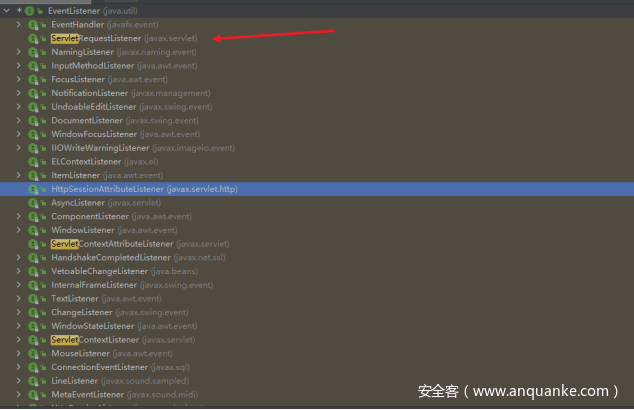 EventListener (java.util)
EventHandler (javafx.event)
ServletRequestListener (javax.servlet)
NamingListener (javax.naming.event)
InputMethodListener (java.awt.event)
FocusListener (java.awt.event)
NotificationListener (javax.management)
UndoableEditListener (javax.swing.event)
DocumentListener (javax.swing.event)
WindowFocusListener (java.awt.event)
IIOWriteWarningListener (javax.imageio.event)
ELContextListener (javax.el)
ItemListener (java.awt.event)
HttpSessionAttributeListener (javax.servlet.http)
AsyncListener (javax.servlet)
ComponentListener (java.awt.event)
WindowListener (java.awt.event)
ServletContextAttributeListener (javax.servlet)
HandshakeCompletedListener (javax.net.ssl)
VetoableChangeListener (java.beans)
InternalFrameListener (javax.swing.event)
TextListener (java.awt.event)
ChangeListener (javax.swing.event)
WindowStateListener (java.awt.event)
ServletContextListener (javax.servlet)
MouseListener (java.awt.event)
ConnectionEventListener (javax.sql)
LineListener (javax.sound.sampled)
MetaEventListener (javax.sound.midi)
安全客（www.anquanke.com）